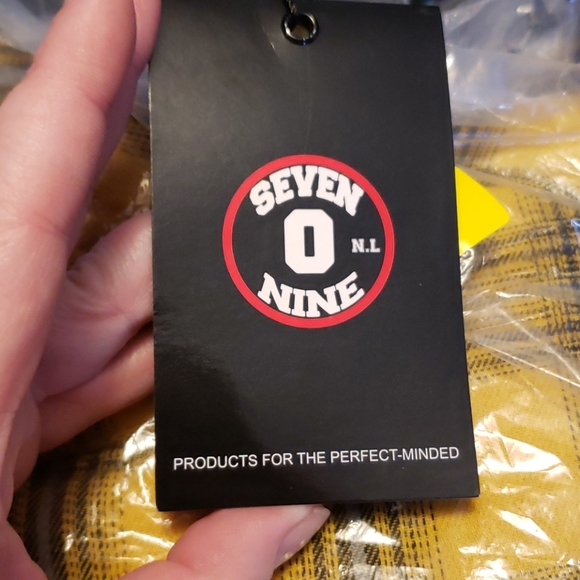 SEVEN
0 N.L
NINE
PRODUCTS FOR THE PERFECT-MINDED